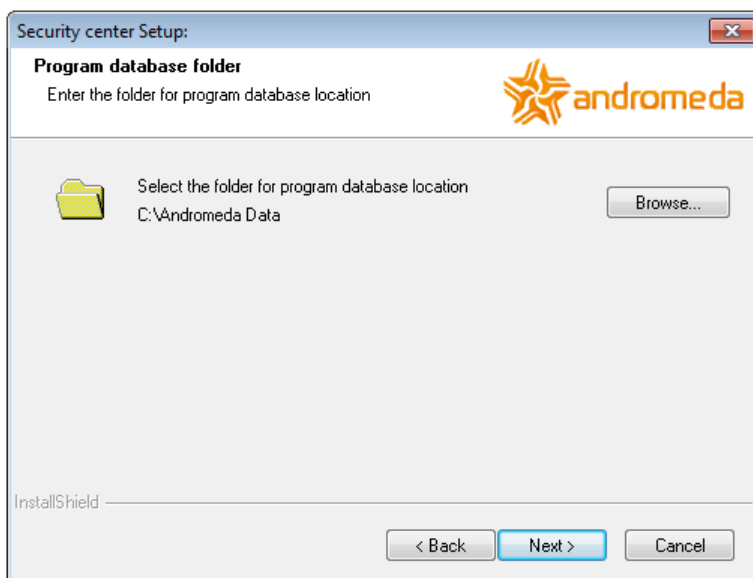 Security center Setup:
Program database folder
Enter the folder for program database location
andromeda
Select the folder for program database location
C:\Andromeda Data
Browse...
InstallShield
< Back
Next >
Cancel